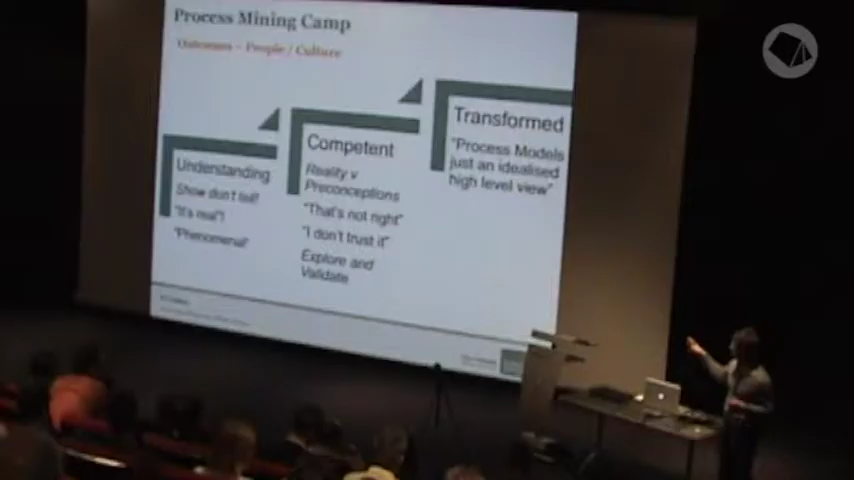 Process Mining Camp
Outcomes - People / Culture
Understanding
Show don't tell!
"It's real"!
"Phenomenal"
Competent
Reality v
Preconceptions
"That's not right"
"I don't trust it"
Explore and
Validate
Transformed
"Process Models
just an idealised
high level view"